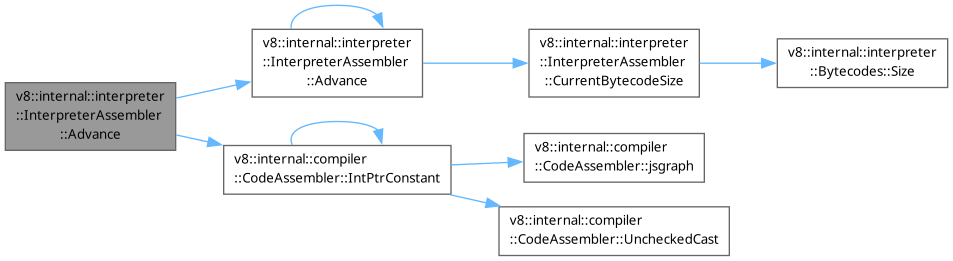 v8::internal::interpreter
::InterpreterAssembler
::Advance
v8::internal::interpreter
::InterpreterAssembler
::Advance
v8::internal::interpreter
::InterpreterAssembler
::CurrentBytecodeSize
v8::internal::interpreter
::Bytecodes::Size
v8::internal::compiler
::CodeAssembler::IntPtrConstant
v8::internal::compiler
::CodeAssembler::jsgraph
v8::internal::compiler
::CodeAssembler::UncheckedCast